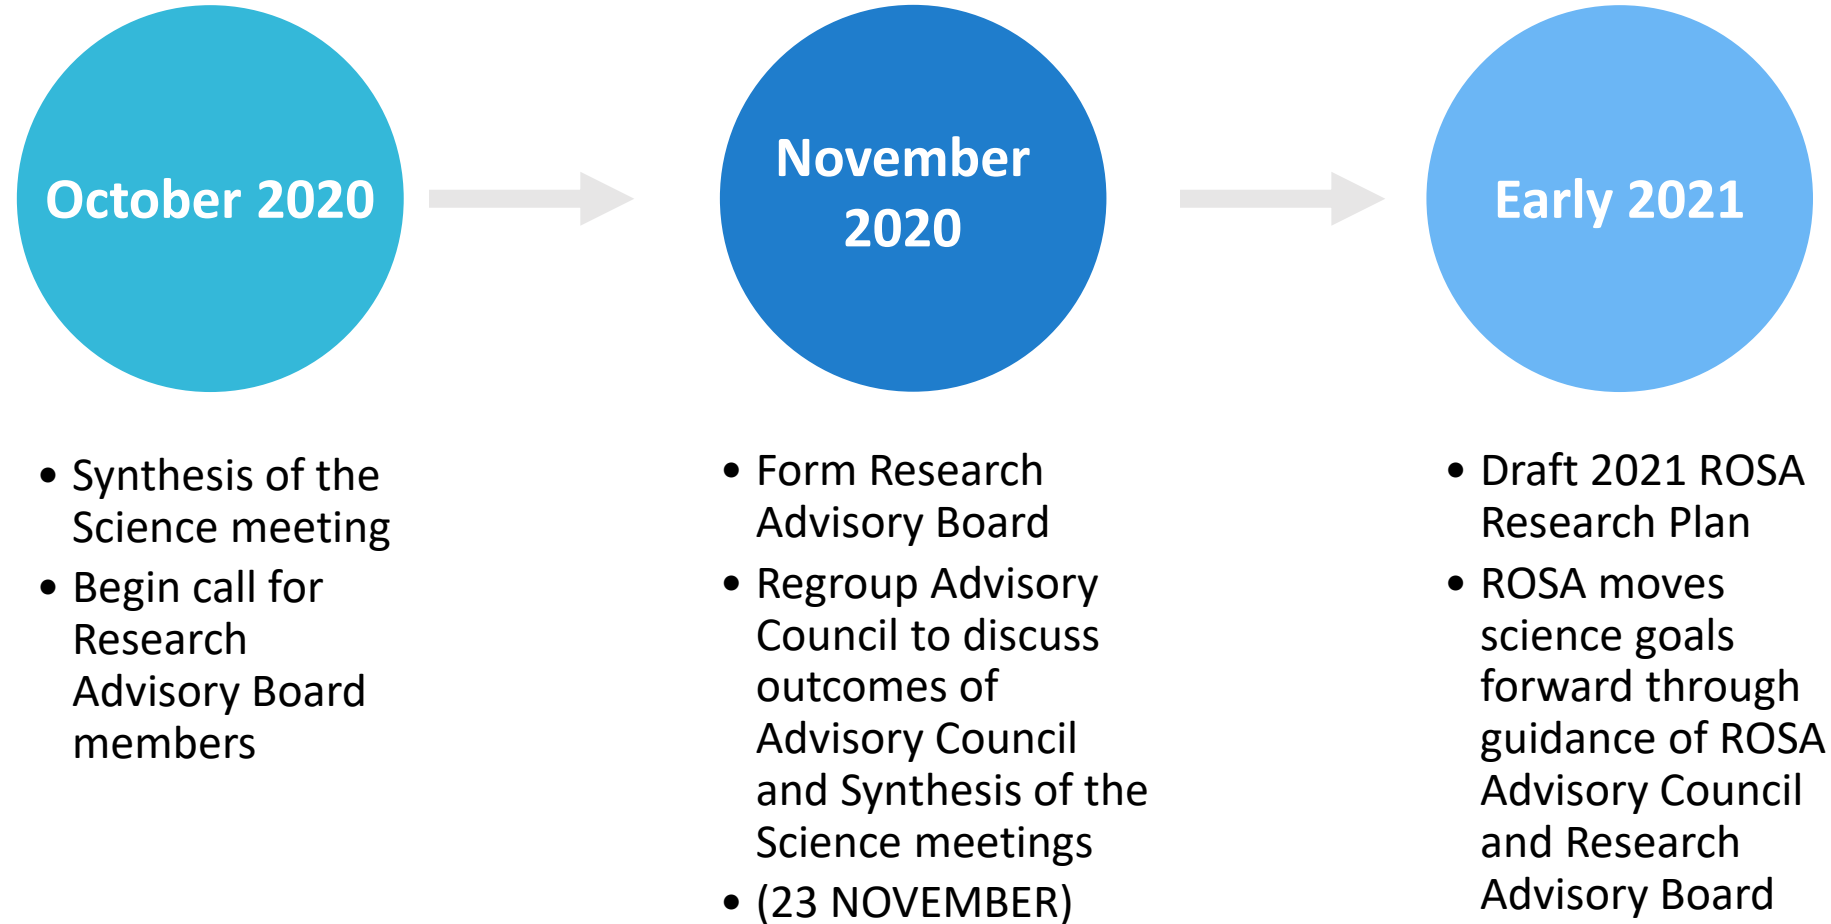 October 2020
• Synthesis of the
Science meeting
• Begin call for
Research
Advisory Board
members
November
2020
• Form Research
Advisory Board
• Regroup Advisory
Council to discuss
outcomes of
Advisory Council
and Synthesis of the
Science meetings
• (23 NOVEMBER)
Early 2021
• Draft 2021 ROSA
Research Plan
• ROSA moves
science goals
forward through
guidance of ROSA
Advisory Council
and Research
Advisory Board